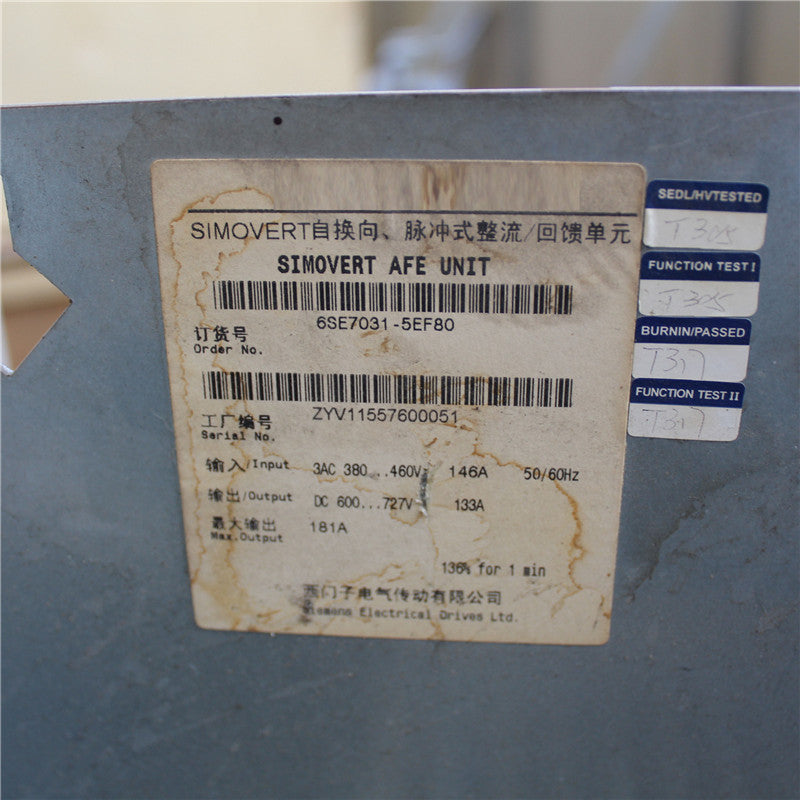 SIMOVERT自换向、脉冲式整流/回馈单元
SIMOVERT AFE UNIT
6SE7031-5EF80
订货号
Order No.
ZYV11557600051
工厂编号
Serial No.
输入/Input 3AC 380...460V 146A 50/60Hz
输出/Output DC 600...727V 133A
最大输出 181A
Max.Output
136% for 1 min
西门子电气传动有限公司
Siemens Electrical Drives Ltd.
SEDL/HVTESTED
T305
FUNCTION TEST I
T305
BURNIN/PASSED
FUNCTION TEST II